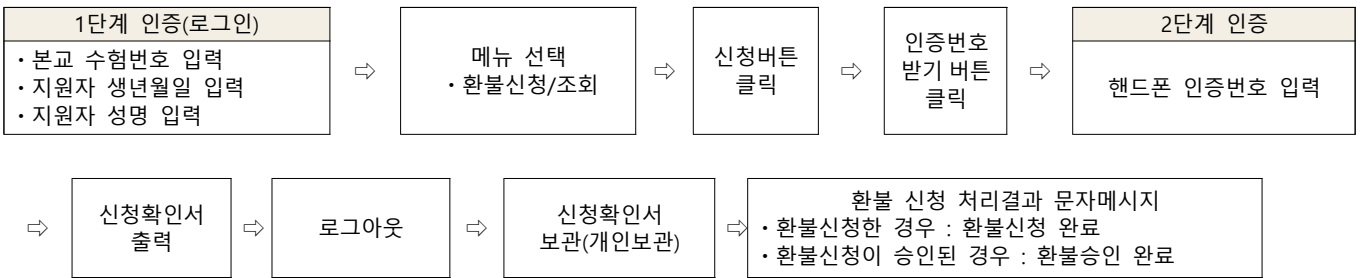 1단계 인증(로그인)
・본교 수험번호 입력
・지원자 생년월일 입력
・지원자 성명 입력
⇨
메뉴 선택
・환불신청/조회
⇨
신청버튼
클릭
⇨
인증번호
받기 버튼
클릭
⇨
2단계 인증
핸드폰 인증번호 입력
⇨
신청확인서
출력
⇨
로그아웃
⇨
신청확인서
보관(개인보관)
⇨
환불 신청 처리결과 문자메시지
・환불신청한 경우 : 환불신청 완료
・환불신청이 승인된 경우 : 환불승인 완료